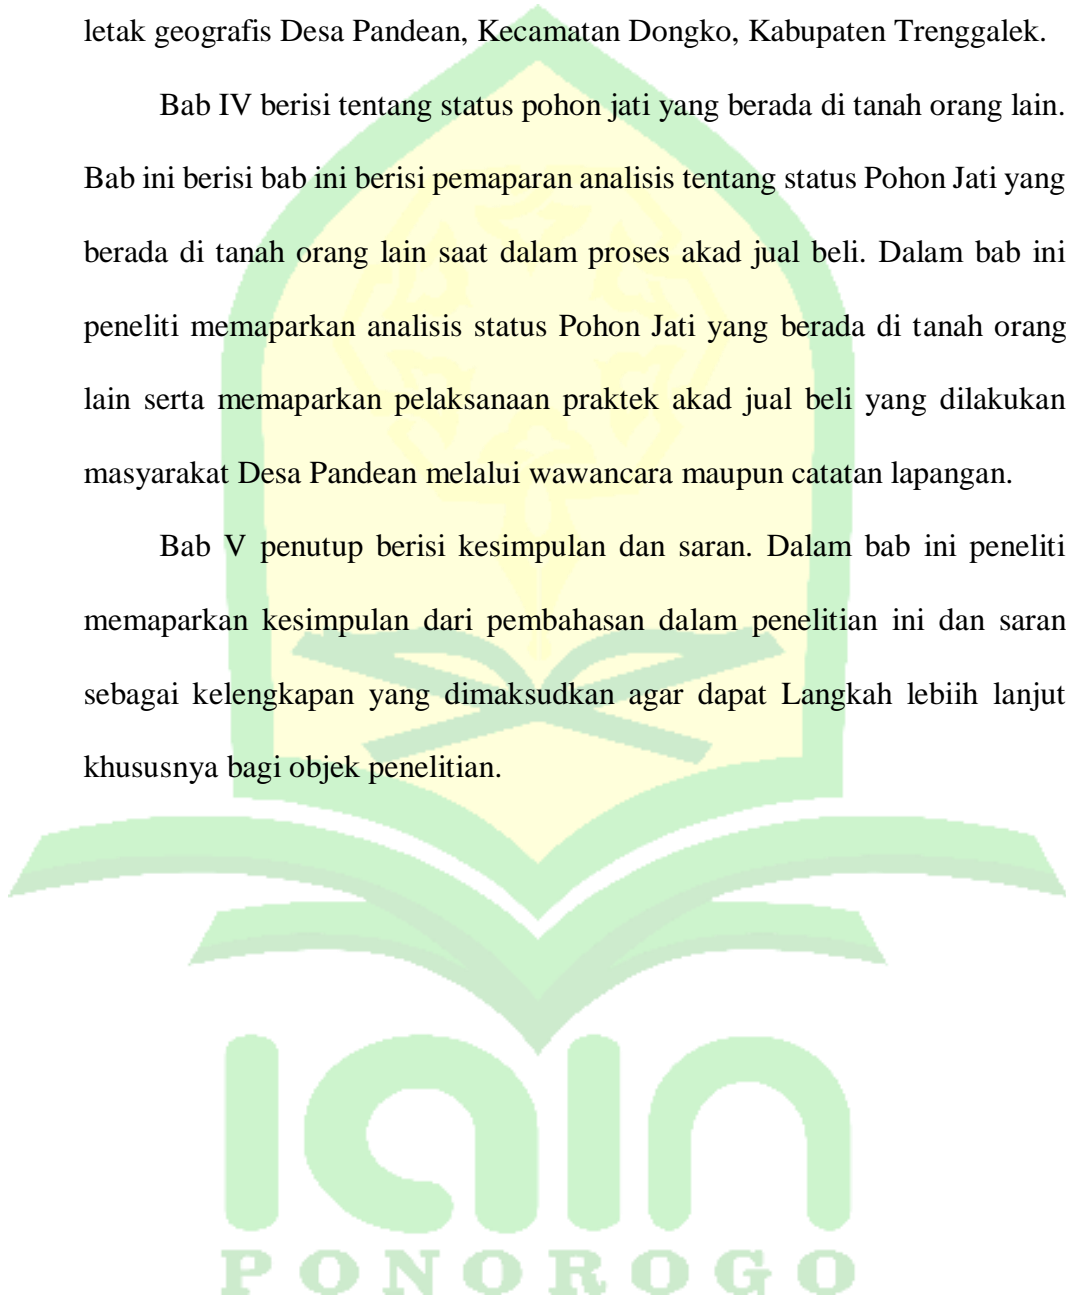 letak geografis Desa Pandean, Kecamatan Dongko, Kabupaten Trenggalek.
Bab IV berisi tentang status pohon jati yang berada di tanah orang lain.
Bab ini berisi bab ini berisi pemaparan analisis tentang status Pohon Jati yang
berada di tanah orang lain saat dalam proses akad jual beli. Dalam bab ini
peneliti memaparkan analisis status Pohon Jati yang berada di tanah orang
lain serta memaparkan pelaksanaan praktek akad jual beli yang dilakukan
masyarakat Desa Pandean melalui wawancara maupun catatan lapangan.
Bab V penutup berisi kesimpulan dan saran. Dalam bab ini peneliti
memaparkan kesimpulan dari pembahasan dalam penelitian ini dan saran
sebagai kelengkapan yang dimaksudkan agar dapat Langkah lebiih lanjut
khususnya bagi objek penelitian.
iain
PONOROGO